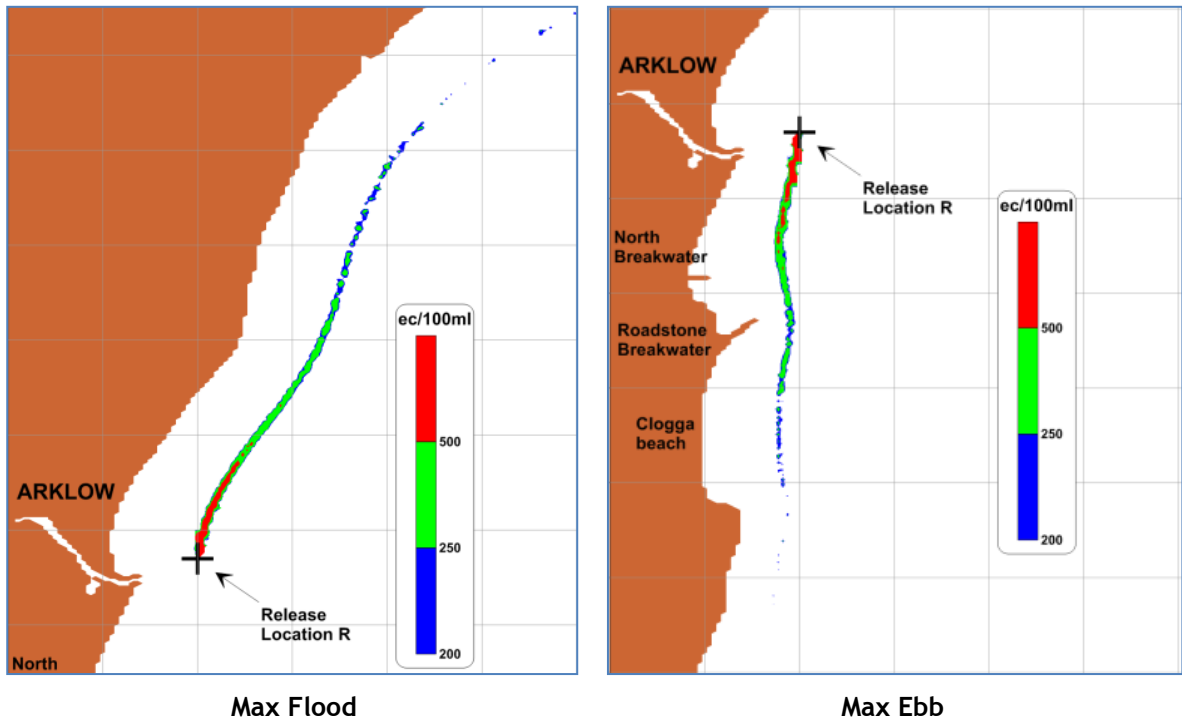 ARKLOW
Release
Location R
North
ec/100ml
500
250
200
Max Flood
ARKLOW
Release
Location R
North
Breakwater
Roadstone
Breakwater
Clogga
beach
ec/100ml
500
250
200
Max Ebb